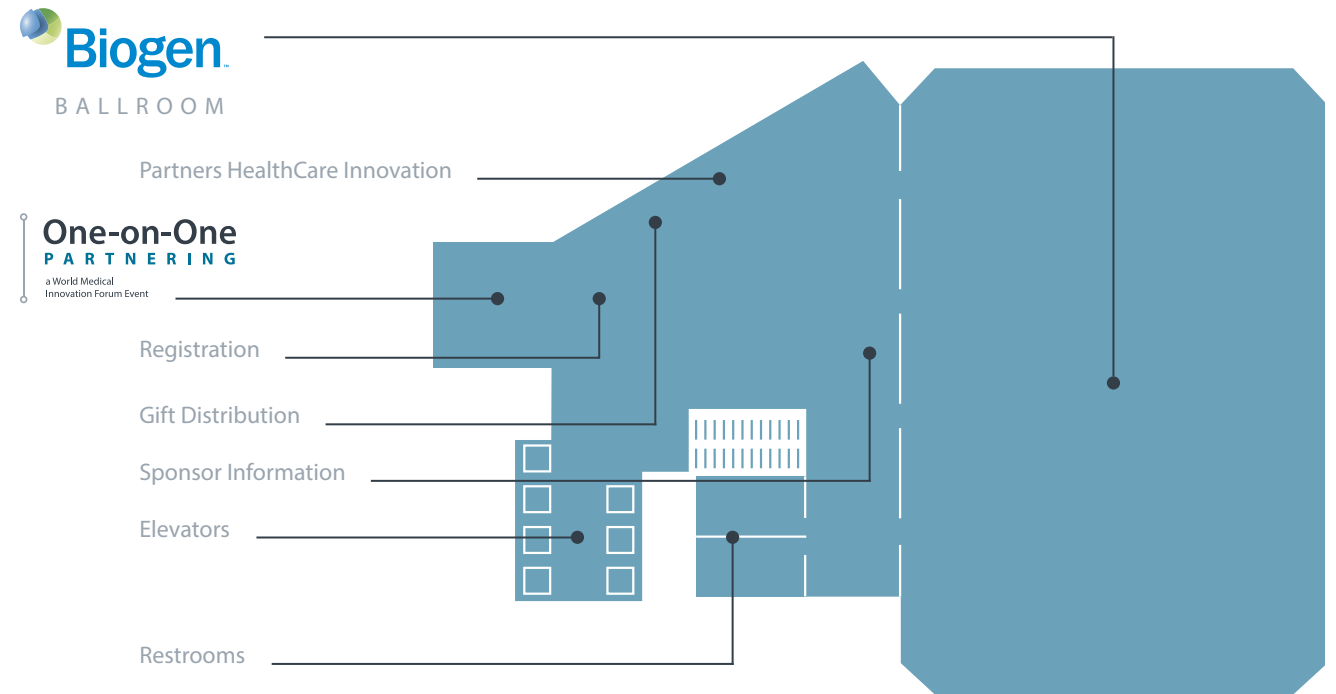 Biogen™
BALLROOM
Partners HealthCare Innovation
One-on-One
PARTNERING
a World Medical
Innovation Forum Event
Registration
Gift Distribution
Sponsor Information
Elevators
Restrooms